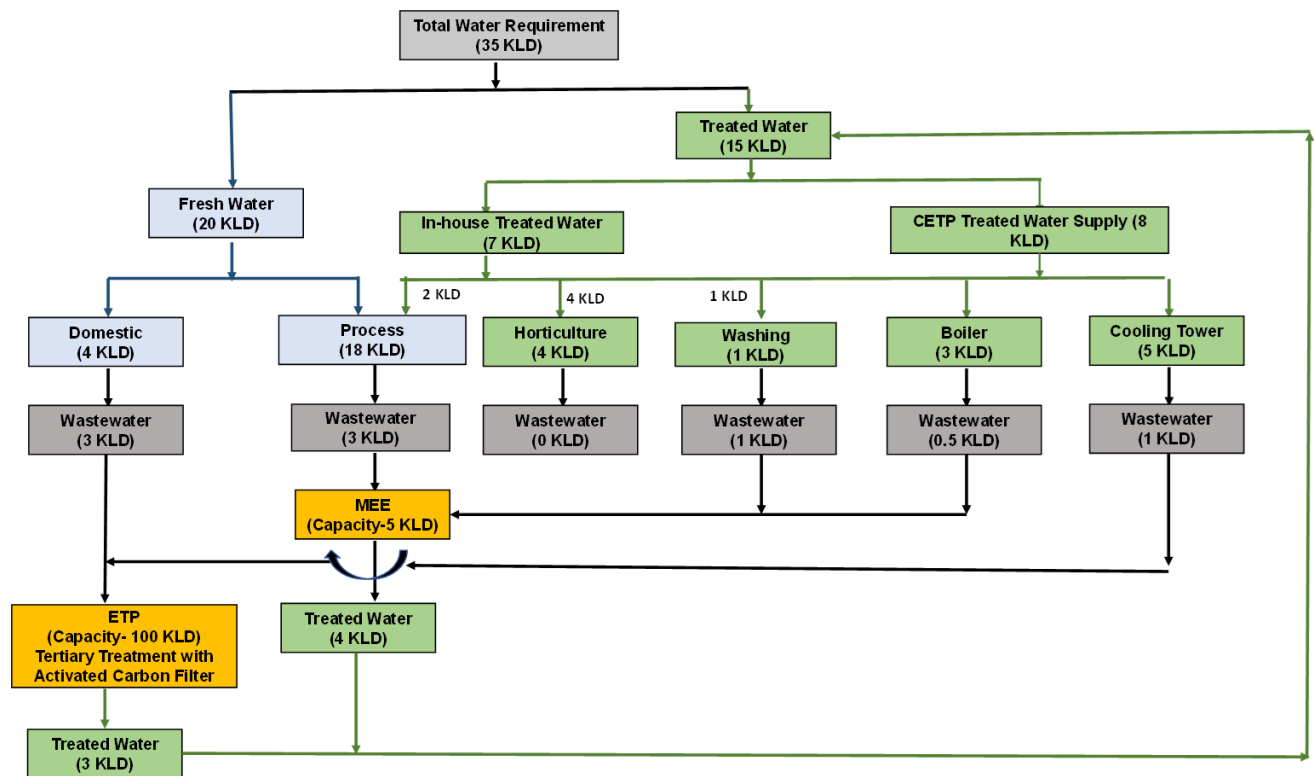 Total Water Requirement
(35 KLD)
Treated Water
(15 KLD)
Fresh Water
(20 KLD)
In-house Treated Water
(7 KLD)
CETP Treated Water Supply (8
KLD)
2 KLD
4 KLD
1 KLD
Domestic
(4 KLD)
Process
(18 KLD)
Horticulture
(4 KLD)
Washing
(1 KLD)
Boiler
(3 KLD)
Cooling Tower
(5 KLD)
Wastewater
(3 KLD)
Wastewater
(3 KLD)
Wastewater
(0 KLD)
Wastewater
(1 KLD)
Wastewater
(0.5 KLD)
Wastewater
(1 KLD)
MEE
(Capacity-5 KLD)
ETP
(Capacity- 100 KLD)
Tertiary Treatment with
Activated Carbon Filter
Treated Water
(4 KLD)
Treated Water
(3 KLD)